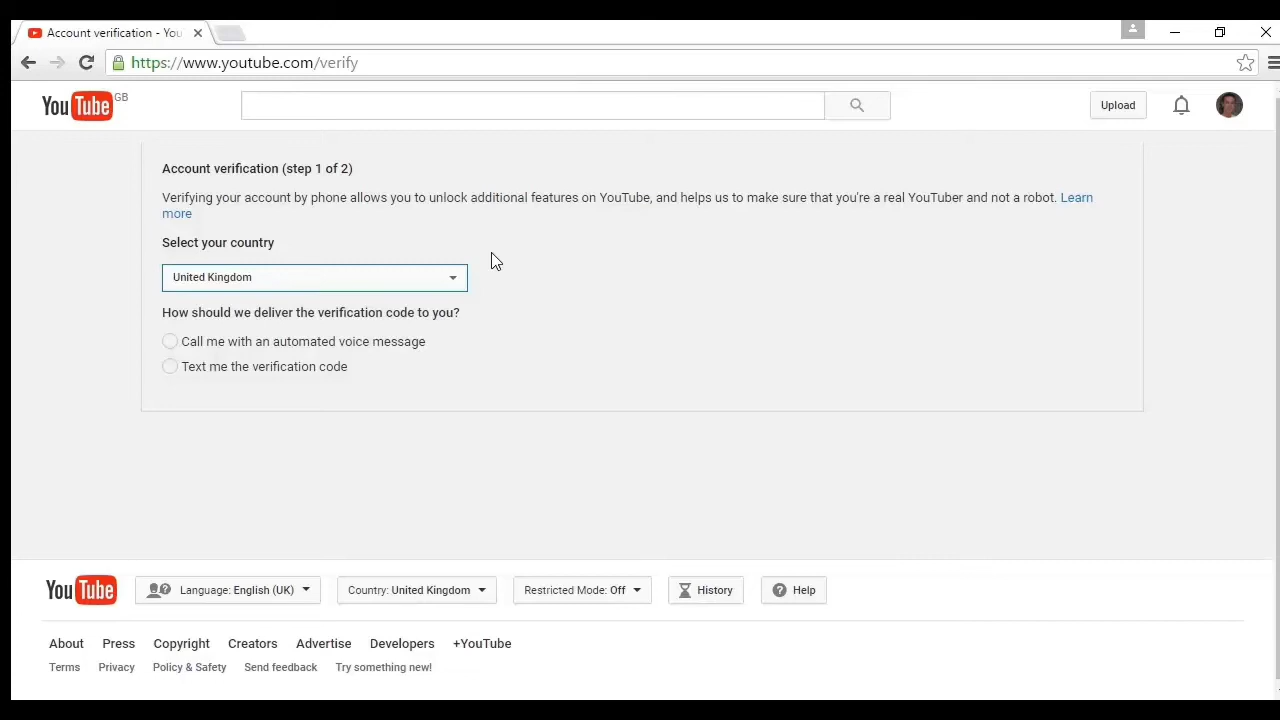 Account verification - You
https://www.youtube.com/verify
YouTube GB
Upload
Account verification (step 1 of 2)
Verifying your account by phone allows you to unlock additional features on YouTube, and helps us to make sure that you're a real YouTuber and not a robot. Learn
more
Select your country
United Kingdom
How should we deliver the verification code to you?
Call me with an automated voice message
Text me the verification code
YouTube Language: English (UK) Country: United Kingdom Restricted Mode: Off History Help
About Press Copyright Creators Advertise Developers +YouTube
Terms Privacy Policy & Safety Send feedback Try something new!